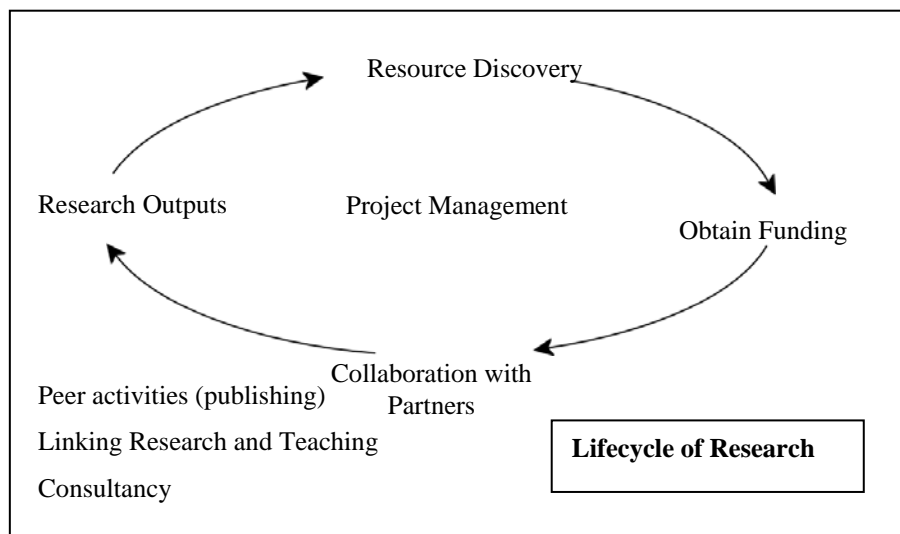 Resource Discovery
Research Outputs
Project Management
Obtain Funding
Collaboration with
Partners
Peer activities (publishing)
Linking Research and Teaching
Consultancy
Lifecycle of Research